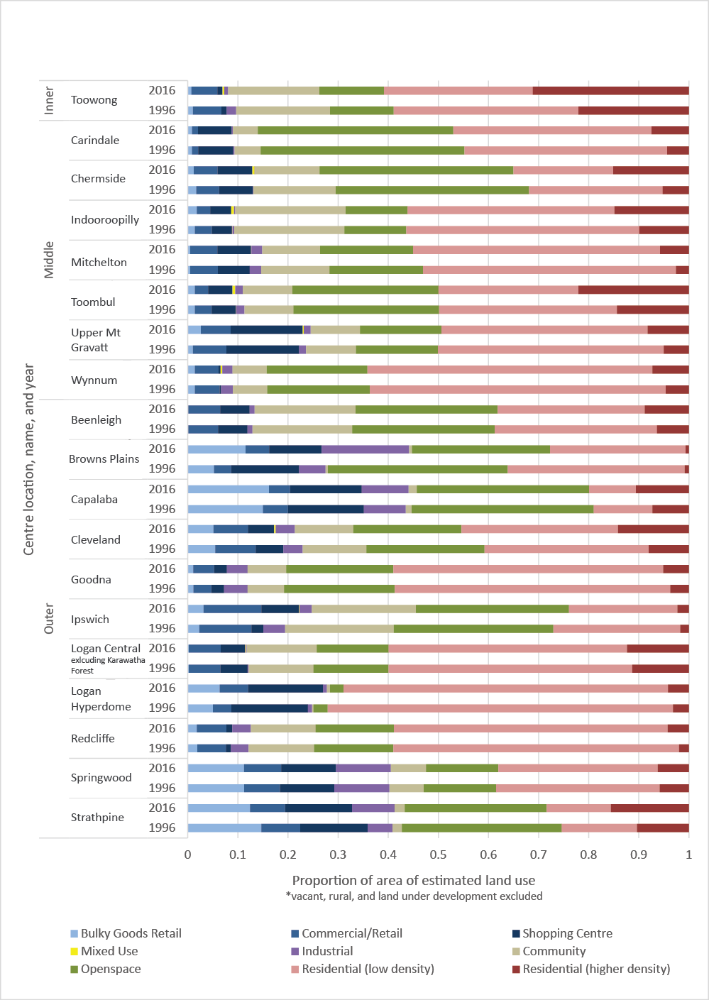 Centre location, name, and year
Inner
Toowong
2016
1996
Middle
Carindale
2016
1996
Chermside
2016
1996
Indooroopilly
2016
1996
Mitchelton
2016
1996
Toombul
2016
1996
Upper Mt
Gravatt
2016
1996
Wynnum
2016
1996
Outer
Beenleigh
2016
1996
Browns Plains
2016
1996
Capalaba
2016
1996
Cleveland
2016
1996
Goodna
2016
1996
Ipswich
2016
1996
Logan Central
exlcuding Karawatha
Forest
2016
1996
Logan
Hyperdome
2016
1996
Redcliffe
2016
1996
Springwood
2016
1996
Strathpine
2016
1996
0 0.1 0.2 0.3 0.4 0.5 0.6 0.7 0.8 0.9 1
Proportion of area of estimated land use
*vacant, rural, and land under development excluded
Bulky Goods Retail Commercial/Retail Shopping Centre
Mixed Use Industrial Community
Openspace Residential (low density) Residential (higher density)